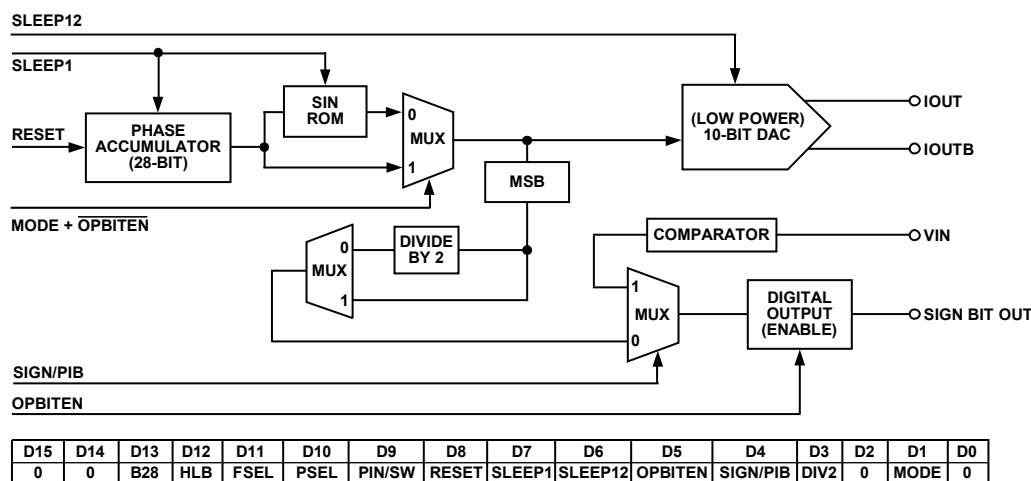 SLEEP12
SLEEP1
RESET
PHASE
ACCUMULATOR
(28-BIT)
SIN
ROM
0
MUX
1
MODE + OPBITEN
MSB
(LOW POWER)
10-BIT DAC
IOUT
IOUTB
MUX
0
1
DIVIDE
BY 2
COMPARATOR
VIN
1
MUX
0
DIGITAL
OUTPUT
(ENABLE)
SIGN BIT OUT
SIGN/PIB
OPBITEN
D15 D14 D13 D12 D11 D10 D9 D8 D7 D6 D5 D4 D3 D2 D1 D0
0 0 B28 HLB FSEL PSEL PIN/SW RESET SLEEP1 SLEEP12 OPBITEN SIGN/PIB DIV2 0 MODE 0